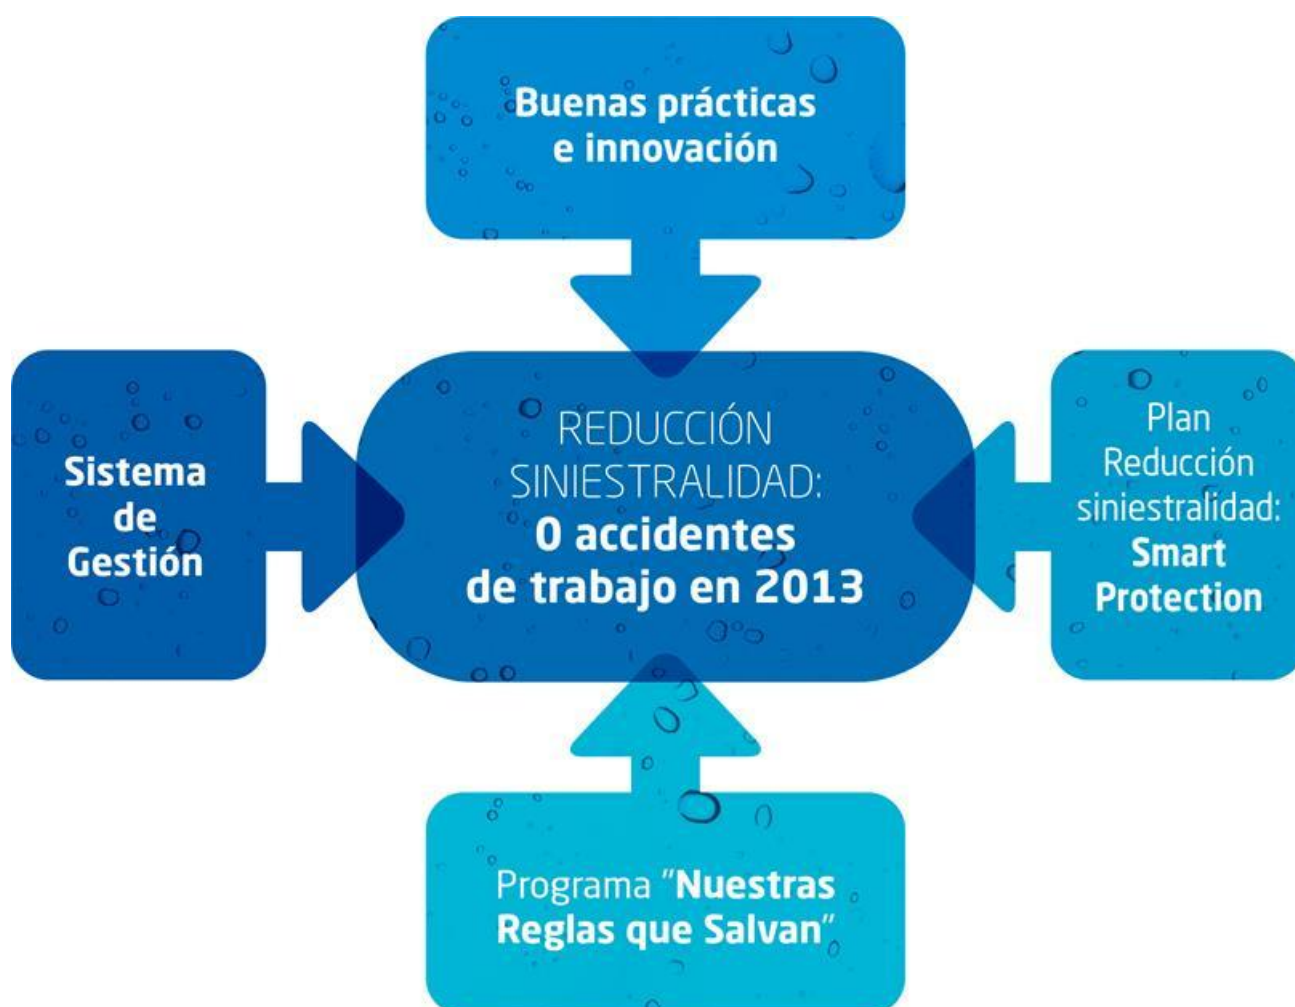 Buenas prácticas
e innovación
Sistema
de
Gestión
REDUCCIÓN
SINIESTRALIDAD:
0 accidentes
de trabajo en 2013
Plan
Reducción
siniestralidad:
Smart
Protection
Programa "Nuestras
Reglas que Salvan"